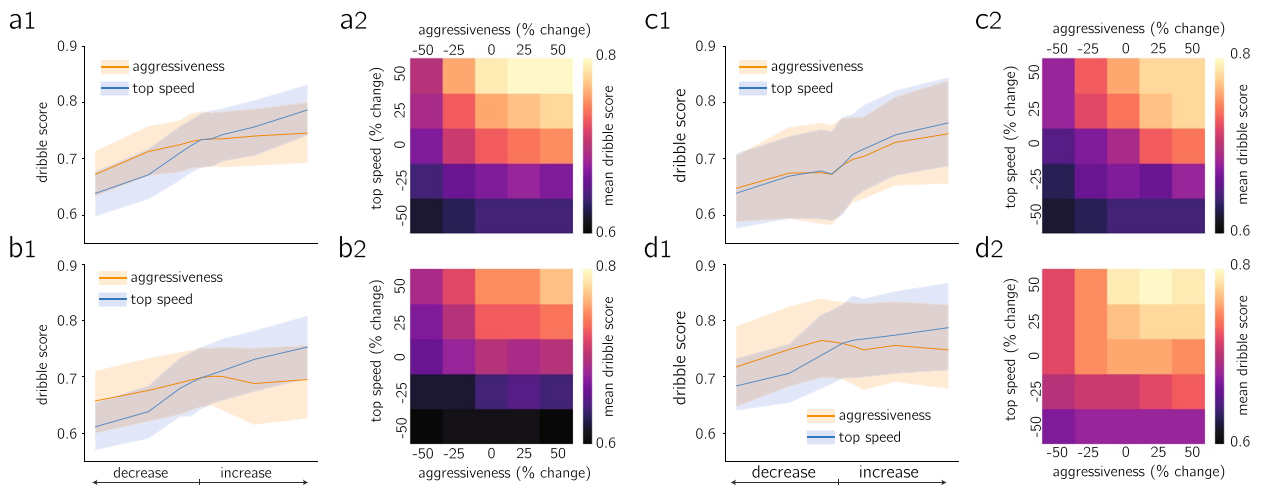 a1
0.9
0.8
0.7
0.6
dribble score
aggressiveness
top speed
a2
aggressiveness (% change)
-50 -25 0 25 50
top speed (% change)
50
25
0
-25
-50
0.8
mean dribble score
0.6
c1
0.9
0.8
0.7
0.6
dribble score
aggressiveness
top speed
c2
aggressiveness (% change)
-50 -25 0 25 50
top speed (% change)
50
25
0
-25
-50
0.8
mean dribble score
0.6
b1
0.9
0.8
0.7
0.6
dribble score
aggressiveness
top speed
decrease increase
b2
top speed (% change)
50
25
0
-25
-50
-50 -25 0 25 50
aggressiveness (% change)
0.8
mean dribble score
0.6
d1
0.9
0.8
0.7
0.6
dribble score
aggressiveness
top speed
decrease increase
d2
top speed (% change)
50
25
0
-25
-50
-50 -25 0 25 50
aggressiveness (% change)
0.8
mean dribble score
0.6